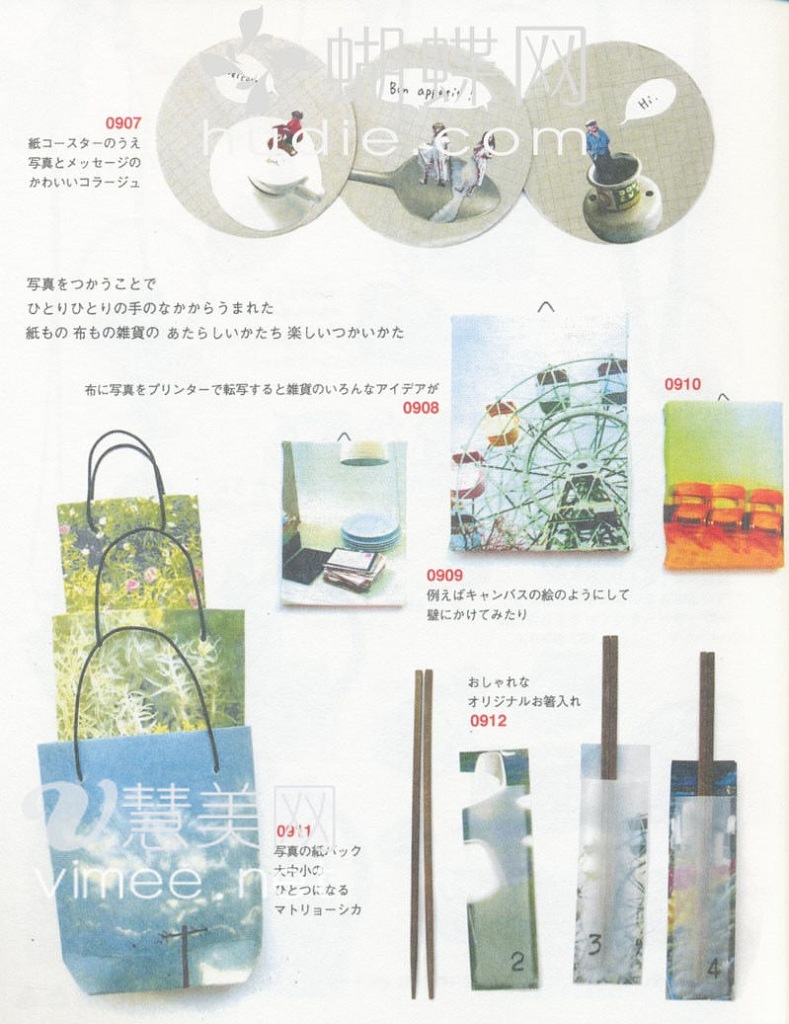 蝴蝶网
hudie.com
Bon appétit!
Hi.
0907
紙コースターのうえ
写真とメッセージの
かわいいコラージュ
写真をつかうことで
ひとりひとりの手のなかからうまれた
紙もの 布もの雑貨の あたらしいかたち 楽しいつかいかた
布に写真をプリンターで転写すると雑貨のいろんなアイデアが
0908
0910
0909
例えばキャンバスの絵のようにして
壁にかけてみたり
おしゃれな
オリジナルお箸入れ
0912
慧美网
vimee.n
0911
写真の紙バック
大中小の
ひとつになる
マトリョーシカ
2
3
4